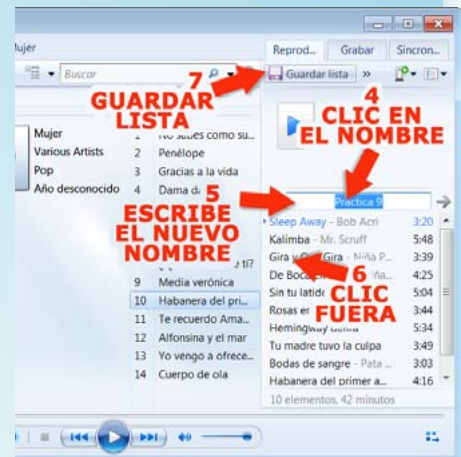 Mujer
Reprod...
Grabar
Sincron...
Buscar
Guardar lista
»
7
GUARDAR
LISTA
4
CLIC EN
EL NOMBRE
Mujer
Various Artists
Pop
Año desconocido
2 Penélope
3 Gracias a la vida
4 Dama d
5
ESCRIBE
EL NUEVO
NOMBRE
ti?
9 Media verónica
10 Habanera del pri...
11 Te recuerdo Ama...
12 Alfonsina y el mar
13 Yo vengo a ofrece...
14 Cuerpo de ola
Practica 9
Sleep Away - Bob Acri 3:20
Kalimba - Mr. Scruff 5:48
Gira y Gira - Niña P... 3:39
De Boca 4:25
6
CLIC
FUERA
Sin tu latido 5:04
Rosas en 3:44
Hemingway 5:34
Tu madre tuvo la culpa 3:49
Bodas de sangre - Pata ... 3:03
Habanera del primer a... 4:16
10 elementos, 42 minutos